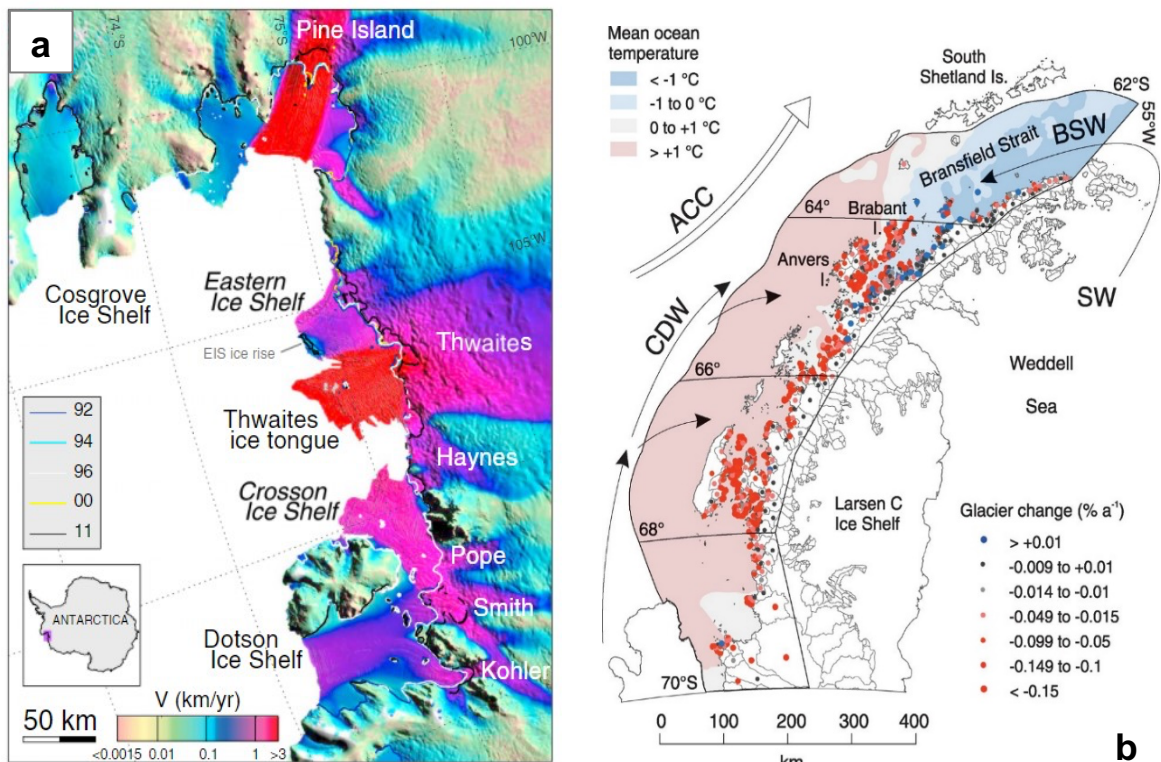 a
74°S
75°S
100°W
Pine Island
105°W
Cosgrove
Ice Shelf
Eastern
Ice Shelf
EIS ice rise
Thwaites
Thwaites
ice tongue
Haynes
Crosson
Ice Shelf
Pope
Smith
Dotson
Ice Shelf
Kohler
92
94
96
00
11
ANTARCTICA
V (km/yr)
50 km
<0.0015 0.01 0.1 1 >3
Mean ocean
temperature
< -1 °C
-1 to 0 °C
0 to +1 °C
> +1 °C
South
Shetland Is.
62°S
55°W
BSW
Bransfield Strait
ACC
64°
Brabant
I.
Anvers
I.
SW
CDW
66°
Weddell
Sea
68°
Larsen C
Ice Shelf
70°S
Glacier change (% a⁻¹)
> +0.01
-0.009 to +0.01
-0.014 to -0.01
-0.049 to -0.015
-0.099 to -0.05
-0.149 to -0.1
< -0.15
0 100 200 300 400
km
b